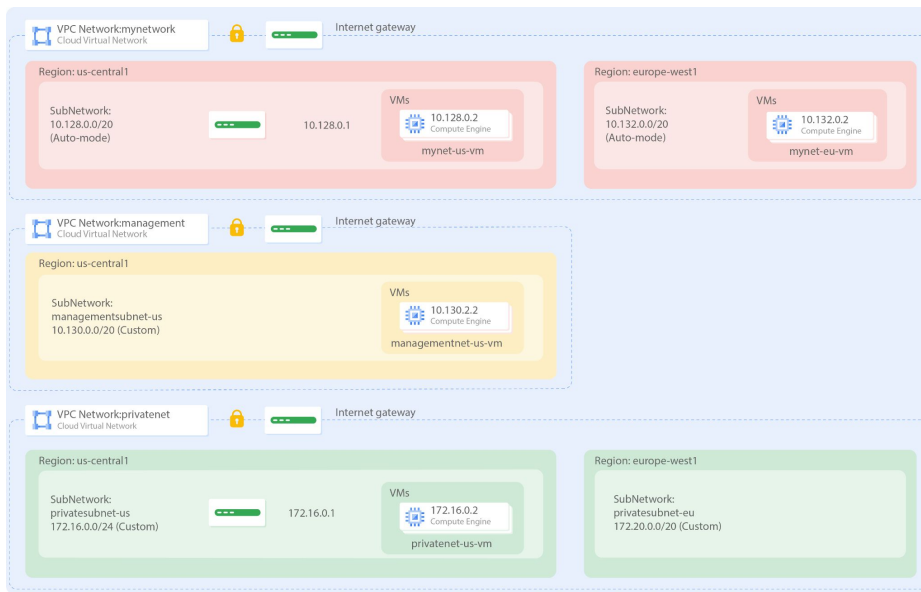 VPC Network:mynetwork
Cloud Virtual Network
Internet gateway
Region: us-central1
SubNetwork:
10.128.0.0/20
(Auto-mode)
10.128.0.1
VMs
10.128.0.2
Compute Engine
mynet-us-vm
Region: europe-west1
SubNetwork:
10.132.0.0/20
(Auto-mode)
VMs
10.132.0.2
Compute Engine
mynet-eu-vm
VPC Network:management
Cloud Virtual Network
Internet gateway
Region: us-central1
SubNetwork:
managementsubnet-us
10.130.0.0/20 (Custom)
VMs
10.130.2.2
Compute Engine
managementnet-us-vm
VPC Network:privatenet
Cloud Virtual Network
Internet gateway
Region: us-central1
SubNetwork:
privatesubnet-us
172.16.0.0/24 (Custom)
172.16.0.1
VMs
172.16.0.2
Compute Engine
privatenet-us-vm
Region: europe-west1
SubNetwork:
privatesubnet-eu
172.20.0.0/20 (Custom)